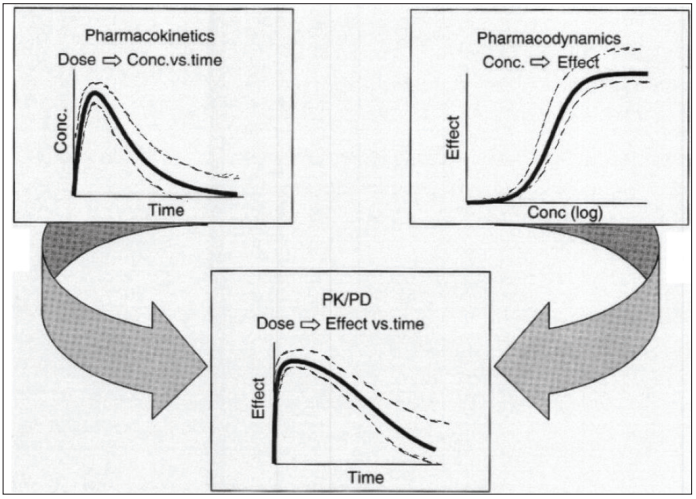 Pharmacokinetics
Dose ⇨ Conc.vs.time
Conc.
Time
Pharmacodynamics
Conc. ⇨ Effect
Effect
Conc (log)
PK/PD
Dose ⇨ Effect vs.time
Effect
Time